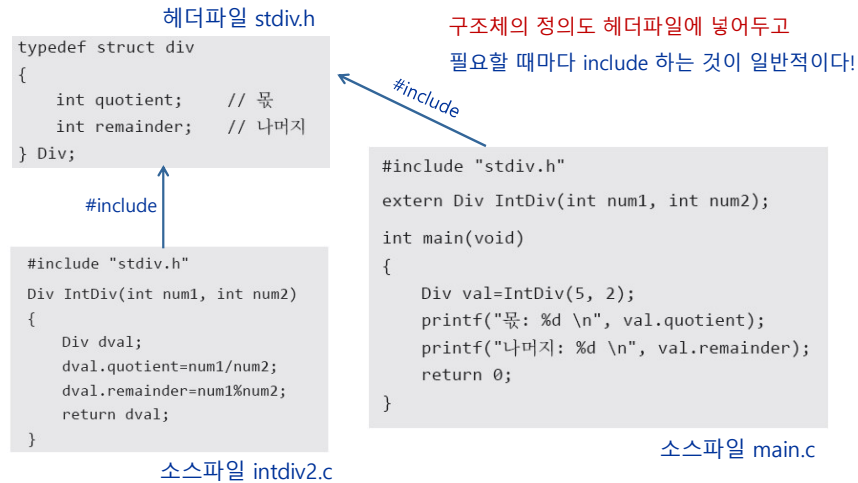 헤더파일 stdiv.h
typedef struct div
{
    int quotient;    // 몫
    int remainder;    // 나머지
} Div;
구조체의 정의도 헤더파일에 넣어두고
필요할 때마다 include 하는 것이 일반적이다!
#include
#include
#include "stdiv.h"
Div IntDiv(int num1, int num2)
{
    Div dval;
    dval.quotient=num1/num2;
    dval.remainder=num1%num2;
    return dval;
}
소스파일 intdiv2.c
#include "stdiv.h"
extern Div IntDiv(int num1, int num2);
int main(void)
{
    Div val=IntDiv(5, 2);
    printf("몫: %d \n", val.quotient);
    printf("나머지: %d \n", val.remainder);
    return 0;
}
소스파일 main.c